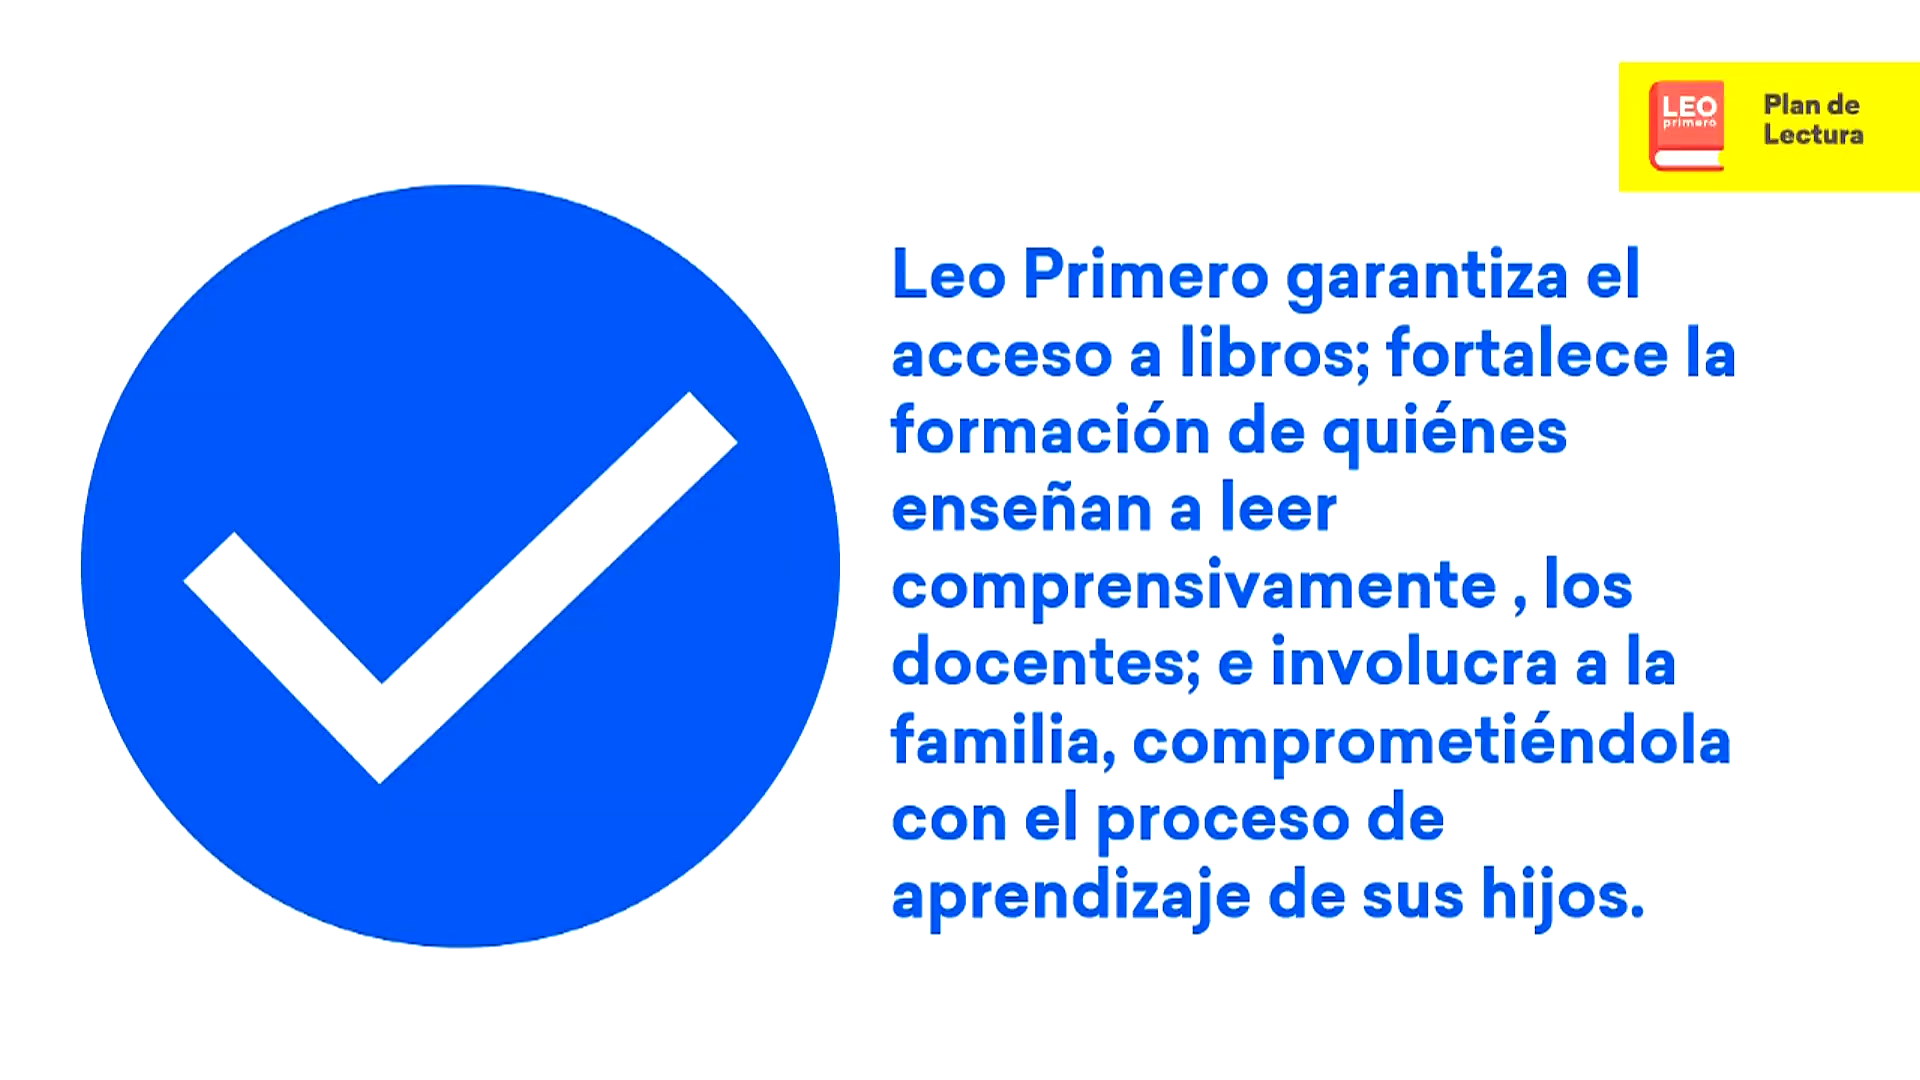 LEO
primero
Plan de
Lectura
Leo Primero garantiza el
acceso a libros; fortalece la
formación de quiénes
enseñan a leer
comprensivamente , los
docentes; e involucra a la
familia, comprometiéndola
con el proceso de
aprendizaje de sus hijos.